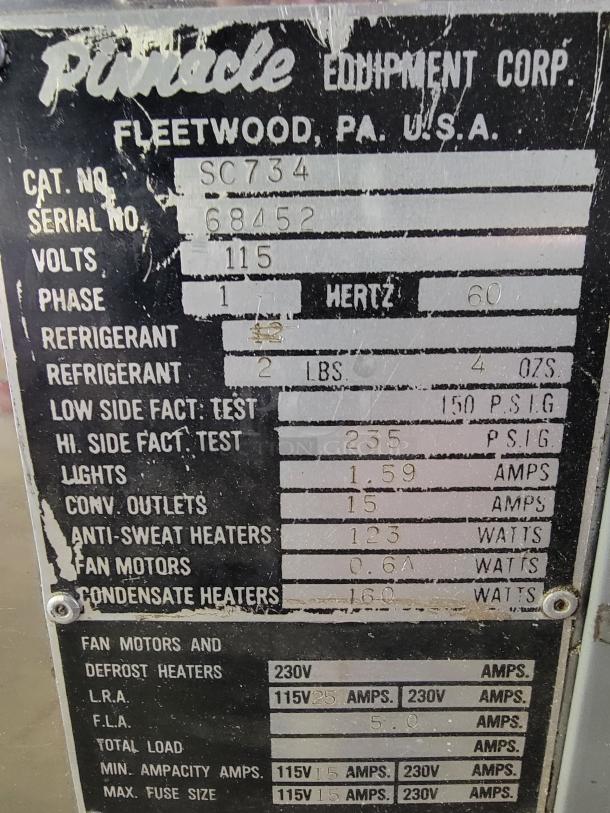 Pinnacle EQUIPMENT CORP.
FLEETWOOD, PA. U.S.A.
CAT. NO. SC734
SERIAL NO. 68452
VOLTS 115
PHASE 1 HERTZ 60
REFRIGERANT 12
REFRIGERANT 2 LBS. 4 OZS.
LOW SIDE FACT. TEST 150 P.S.I.G.
HI. SIDE FACT. TEST 235 P.S.I.G.
LIGHTS 1.59 AMPS
CONV. OUTLETS 15 AMPS
ANTI-SWEAT HEATERS 123 WATTS
FAN MOTORS 0.6A WATTS
CONDENSATE HEATERS 160 WATTS
FAN MOTORS AND
DEFROST HEATERS 230V AMPS.
L.R.A. 115V 25 AMPS. 230V AMPS.
F.L.A. 5.0 AMPS.
TOTAL LOAD AMPS.
MIN. AMPACITY AMPS. 115V 15 AMPS. 230V AMPS.
MAX. FUSE SIZE 115V 15 AMPS. 230V AMPS.